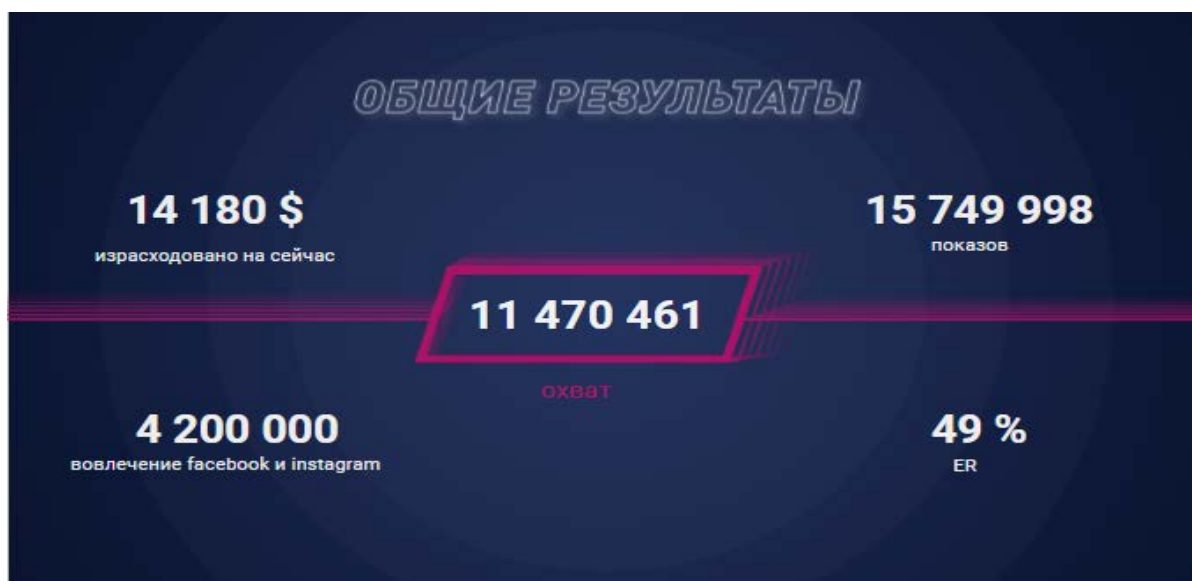 ОБЩИЕ РЕЗУЛЬТАТЫ
14 180 $
израсходовано на сейчас
15 749 998
показов
11 470 461
охват
4 200 000
вовлечение facebook и instagram
49 %
ER